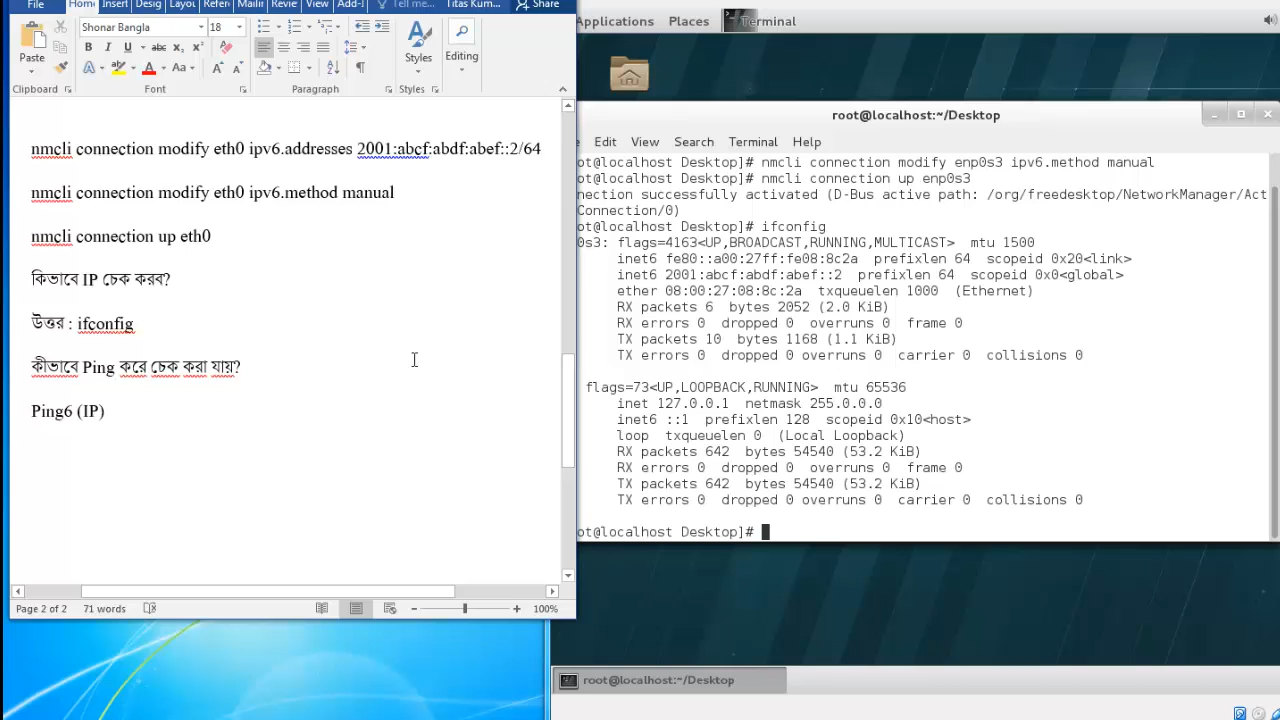 File Home Insert Desig Layou Refer Mailin Revie View Add-I Tell me... Titas Kum... Share
Shonar Bangla 18
Paste
Styles
Editing
Clipboard Font Paragraph Styles
nmcli connection modify eth0 ipv6.addresses 2001:abcf:abdf:abef::2/64
nmcli connection modify eth0 ipv6.method manual
nmcli connection up eth0
কিভাবে IP চেক করব?
উত্তর : ifconfig
কীভাবে Ping করে চেক করা যায়?
Ping6 (IP)
Page 2 of 2 71 words 100%
Applications Places Terminal
root@localhost:~/Desktop
Edit View Search Terminal Help
ot@localhost Desktop]# nmcli connection modify enp0s3 ipv6.method manual
ot@localhost Desktop]# nmcli connection up enp0s3
nection successfully activated (D-Bus active path: /org/freedesktop/NetworkManager/Act
Connection/0)
ot@localhost Desktop]# ifconfig
0s3: flags=4163<UP,BROADCAST,RUNNING,MULTICAST> mtu 1500
inet6 fe80::a00:27ff:fe08:8c2a prefixlen 64 scopeid 0x20<link>
inet6 2001:abcf:abdf:abef::2 prefixlen 64 scopeid 0x0<global>
ether 08:00:27:08:8c:2a txqueuelen 1000 (Ethernet)
RX packets 6 bytes 2052 (2.0 KiB)
RX errors 0 dropped 0 overruns 0 frame 0
TX packets 10 bytes 1168 (1.1 KiB)
TX errors 0 dropped 0 overruns 0 carrier 0 collisions 0
flags=73<UP,LOOPBACK,RUNNING> mtu 65536
inet 127.0.0.1 netmask 255.0.0.0
inet6 ::1 prefixlen 128 scopeid 0x10<host>
loop txqueuelen 0 (Local Loopback)
RX packets 642 bytes 54540 (53.2 KiB)
RX errors 0 dropped 0 overruns 0 frame 0
TX packets 642 bytes 54540 (53.2 KiB)
TX errors 0 dropped 0 overruns 0 carrier 0 collisions 0
ot@localhost Desktop]#
root@localhost:~/Desktop